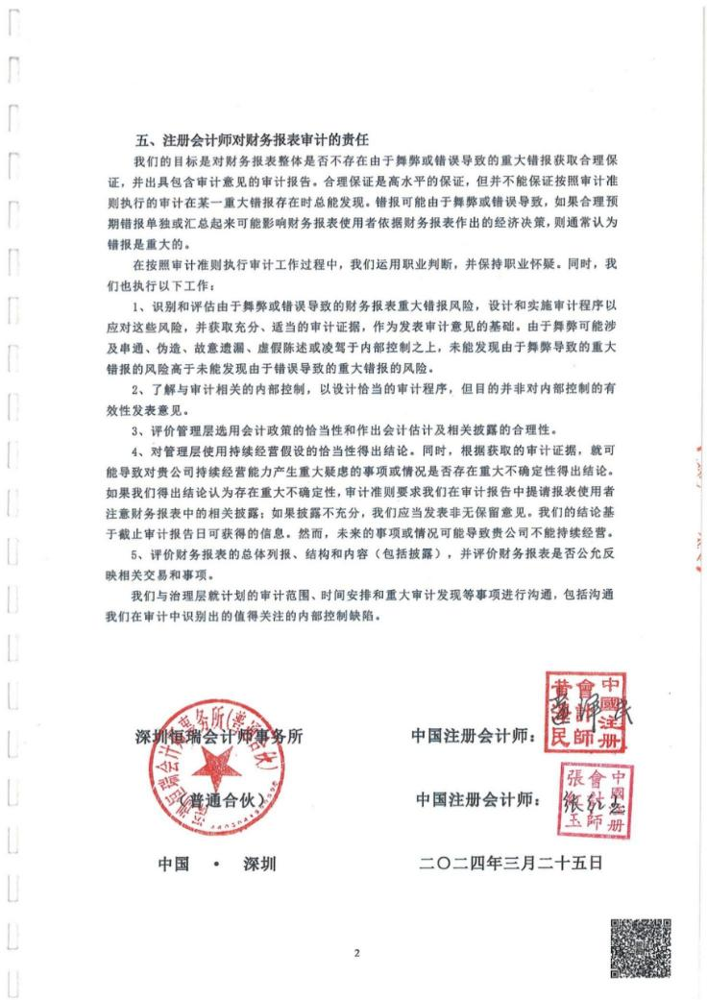 五、注册会计师对财务报表审计的责任
我们的目标是对财务报表整体是否不存在由于舞弊或错误导致的重大错报获取合理保
证，并出具包含审计意见的审计报告。合理保证是高水平的保证，但并不能保证按照审计准
则执行的审计在某一重大错报存在时总能发现。错报可能由于舞弊或错误导致，如果合理预
期错报单独或汇总起来可能影响财务报表使用者依据财务报表作出的经济决策，则通常认为
错报是重大的。
在按照审计准则执行审计工作过程中，我们运用职业判断，并保持职业怀疑。同时，我
们也执行以下工作：
1、识别和评估由于舞弊或错误导致的财务报表重大错报风险，设计和实施审计程序以
应对这些风险，并获取充分、适当的审计证据，作为发表审计意见的基础。由于舞弊可能涉
及串通、伪造、故意遗漏、虚假陈述或凌驾于内部控制之上，未能发现由于舞弊导致的重大
错报的风险高于未能发现由于错误导致的重大错报的风险。
2、了解与审计相关的内部控制，以设计恰当的审计程序，但目的并非对内部控制的有
效性发表意见。
3、评价管理层选用会计政策的恰当性和作出会计估计及相关披露的合理性。
4、对管理层使用持续经营假设的恰当性得出结论。同时，根据获取的审计证据，就可
能导致对贵公司持续经营能力产生重大疑虑的事项或情况是否存在重大不确定性得出结论。
如果我们得出结论认为存在重大不确定性，审计准则要求我们在审计报告中提请报表使用者
注意财务报表中的相关披露；如果披露不充分，我们应当发表非无保留意见。我们的结论基
于截止审计报告日可获得的信息。然而，未来的事项或情况可能导致贵公司不能持续经营。
5、评价财务报表的总体列报、结构和内容（包括披露），并评价财务报表是否公允反
映相关交易和事项。
我们与治理层就计划的审计范围、时间安排和重大审计发现等事项进行沟通，包括沟通
我们在审计中识别出的值得关注的内部控制缺陷。
深圳恒瑞会计师事务所
（普通合伙）
中国 · 深圳
中国注册会计师：
中國注册
會計師
中国注册会计师：
中國注册
會計師
張红玉
二〇二四年三月二十五日
2